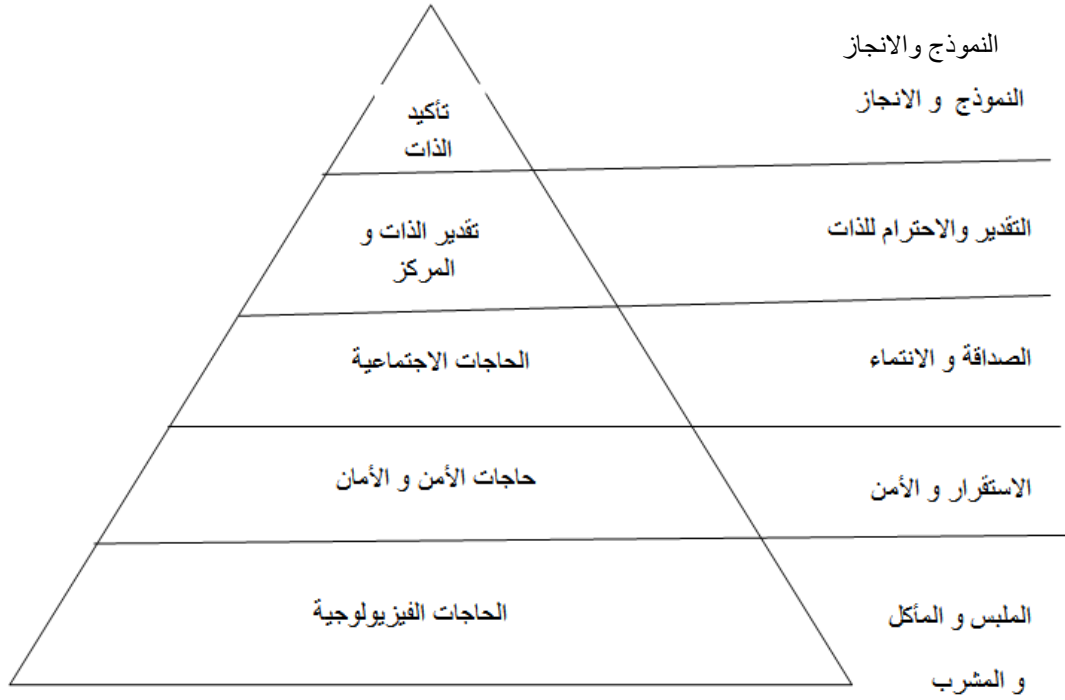 النموذج والانجاز
النموذج و الانجاز
تأكيد
الذات
التقدير والاحترام للذات
تقدير الذات و
المركز
الصداقة و الانتماء
الحاجات الاجتماعية
الاستقرار و الأمن
حاجات الأمن و الأمان
الملبس و المأكل
و المشرب
الحاجات الفيزيولوجية